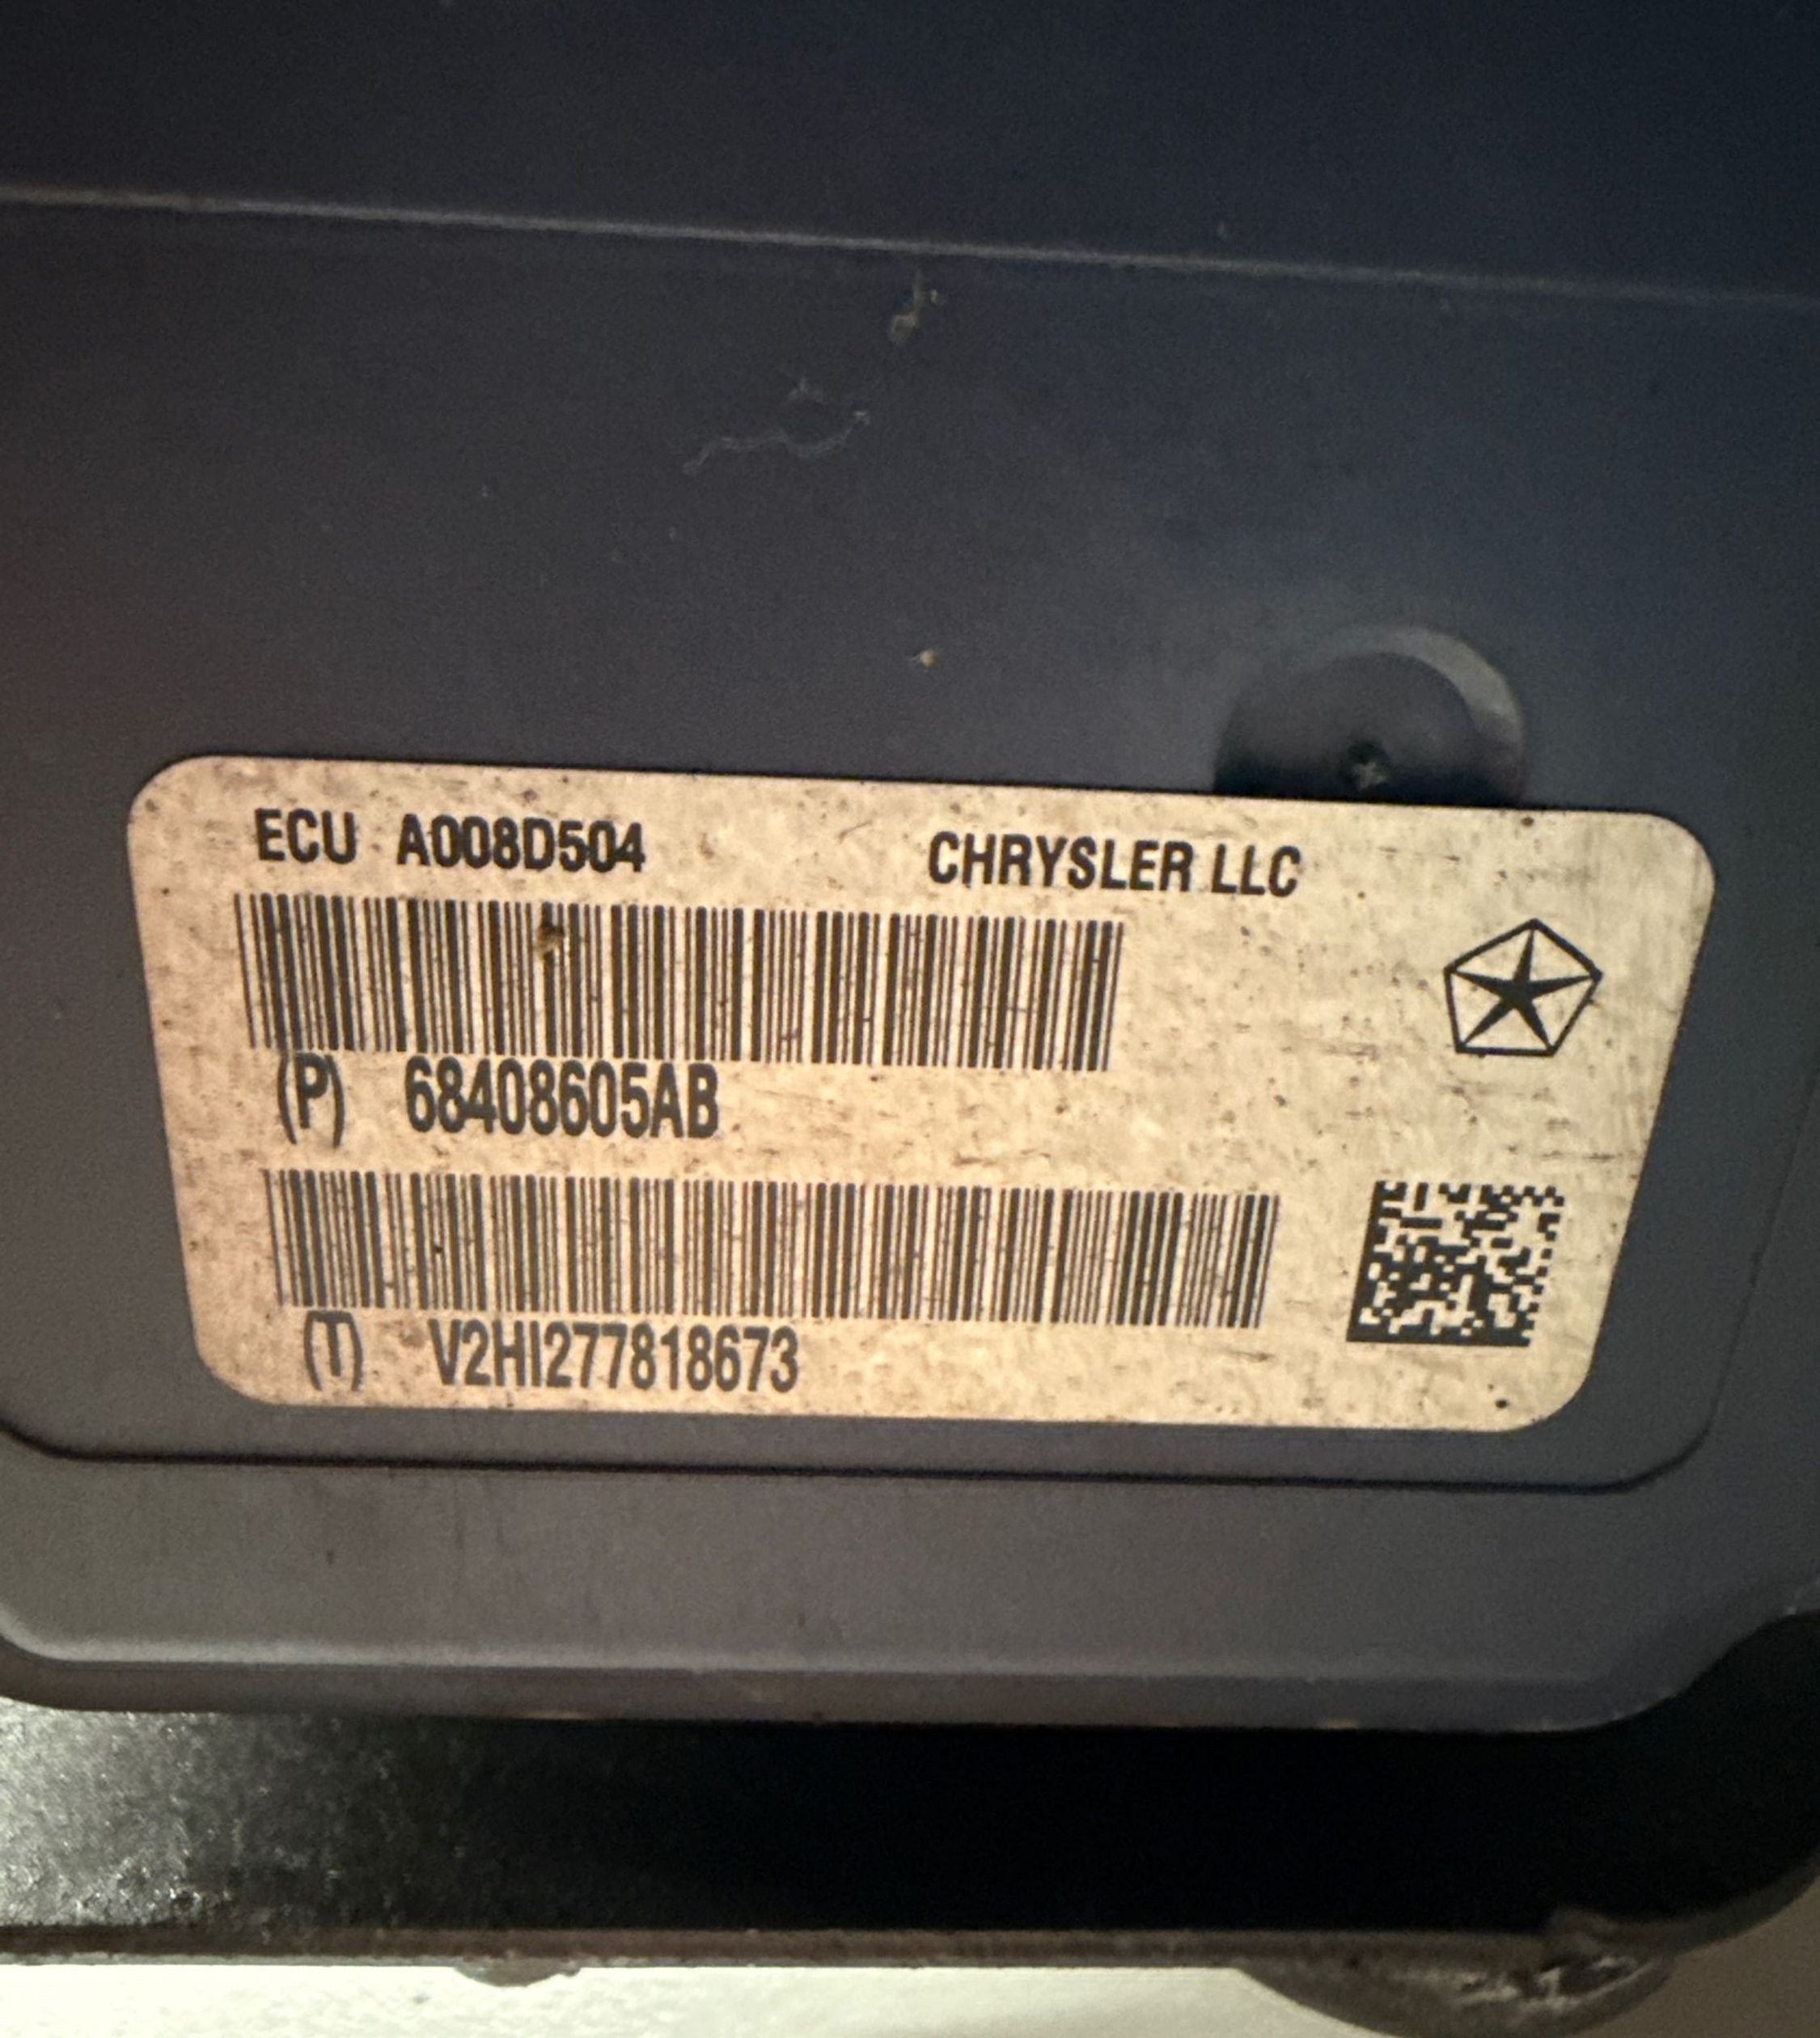 ECU A008D504 CHRYSLER LLC
(P) 68408605AB
(T) V2HI277818673